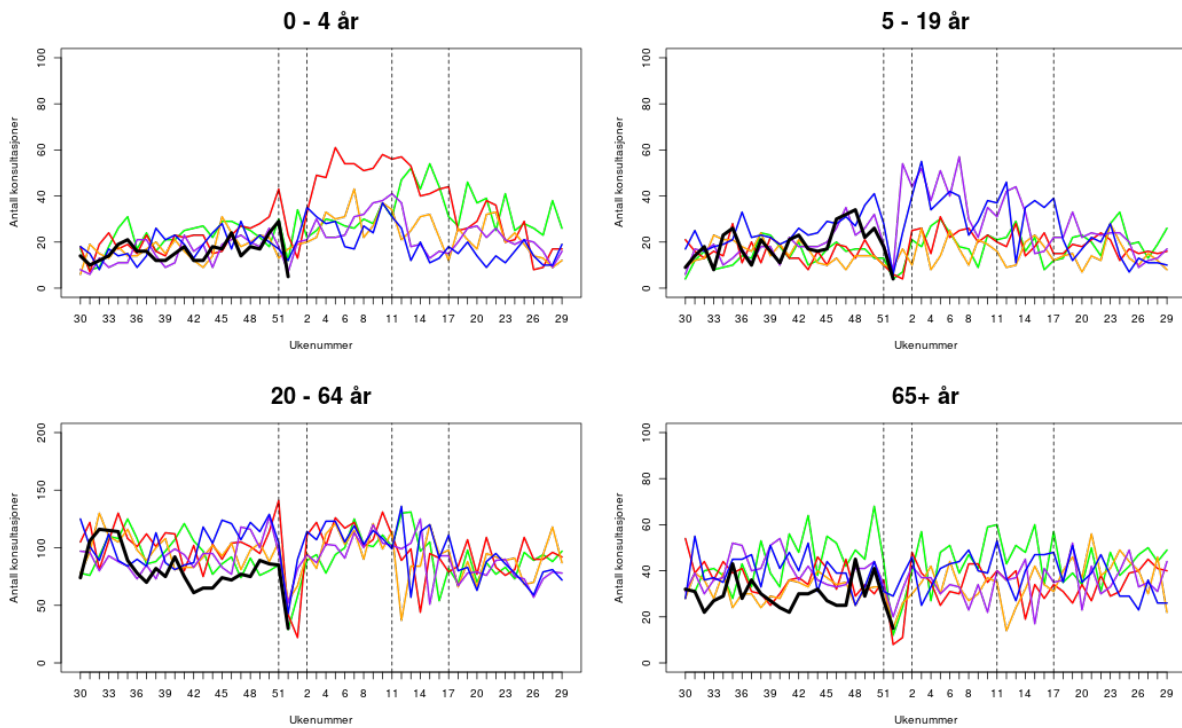 0 - 4 år
Antall konsultasjoner
0 20 40 60 80 100
30 33 36 39 42 45 48 51 2 4 6 8 11 14 17 20 23 26 29
Ukenummer
5 - 19 år
Antall konsultasjoner
0 20 40 60 80 100
30 33 36 39 42 45 48 51 2 4 6 8 11 14 17 20 23 26 29
Ukenummer
20 - 64 år
Antall konsultasjoner
0 50 100 150 200
30 33 36 39 42 45 48 51 2 4 6 8 11 14 17 20 23 26 29
Ukenummer
65+ år
Antall konsultasjoner
0 20 40 60 80 100
30 33 36 39 42 45 48 51 2 4 6 8 11 14 17 20 23 26 29
Ukenummer